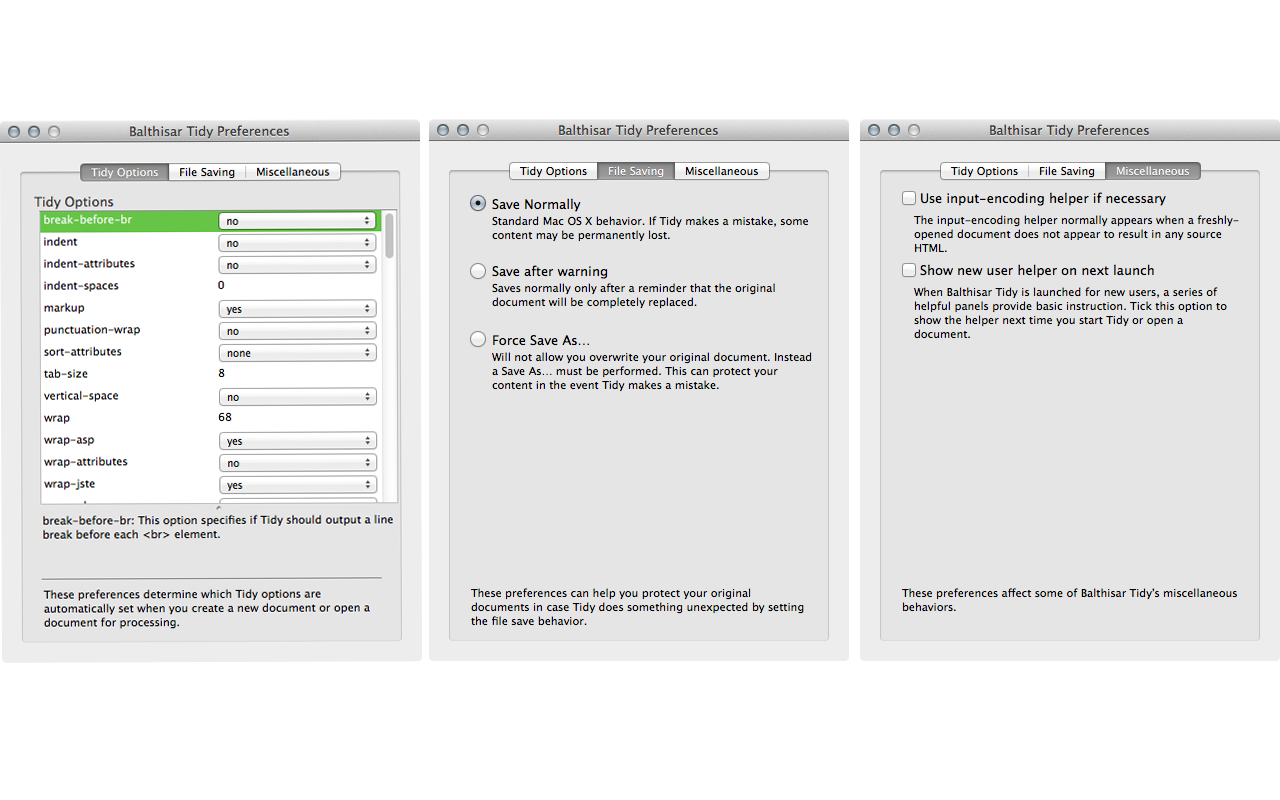 Balthisar Tidy Preferences
Tidy Options File Saving Miscellaneous
Tidy Options
break-before-br no
indent no
indent-attributes no
indent-spaces 0
markup yes
punctuation-wrap no
sort-attributes none
tab-size 8
vertical-space no
wrap 68
wrap-asp yes
wrap-attributes no
wrap-jste yes
break-before-br: This option specifies if Tidy should output a line
break before each <br> element.
These preferences determine which Tidy options are
automatically set when you create a new document or open a
document for processing.
Balthisar Tidy Preferences
Tidy Options File Saving Miscellaneous
Save Normally
Standard Mac OS X behavior. If Tidy makes a mistake, some
content may be permanently lost.
Save after warning
Saves normally only after a reminder that the original
document will be completely replaced.
Force Save As...
Will not allow you overwrite your original document. Instead
a Save As... must be performed. This can protect your
content in the event Tidy makes a mistake.
These preferences can help you protect your original
documents in case Tidy does something unexpected by setting
the file save behavior.
Balthisar Tidy Preferences
Tidy Options File Saving Miscellaneous
Use input-encoding helper if necessary
The input-encoding helper normally appears when a freshly-
opened document does not appear to result in any source
HTML.
Show new user helper on next launch
When Balthisar Tidy is launched for new users, a series of
helpful panels provide basic instruction. Tick this option to
show the helper next time you start Tidy or open a
document.
These preferences affect some of Balthisar Tidy's miscellaneous
behaviors.